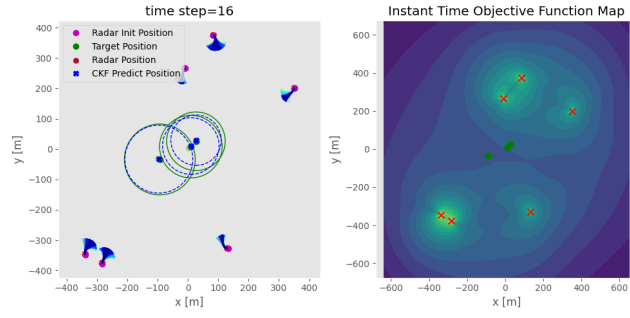 time step=16
Radar Init Position
Target Position
Radar Position
CKF Predict Position
y [m]
400
300
200
100
0
−100
−200
−300
−400
−400 −300 −200 −100 0 100 200 300 400
x [m]
Instant Time Objective Function Map
y [m]
600
400
200
0
−200
−400
−600
−600 −400 −200 0 200 400 600
x [m]